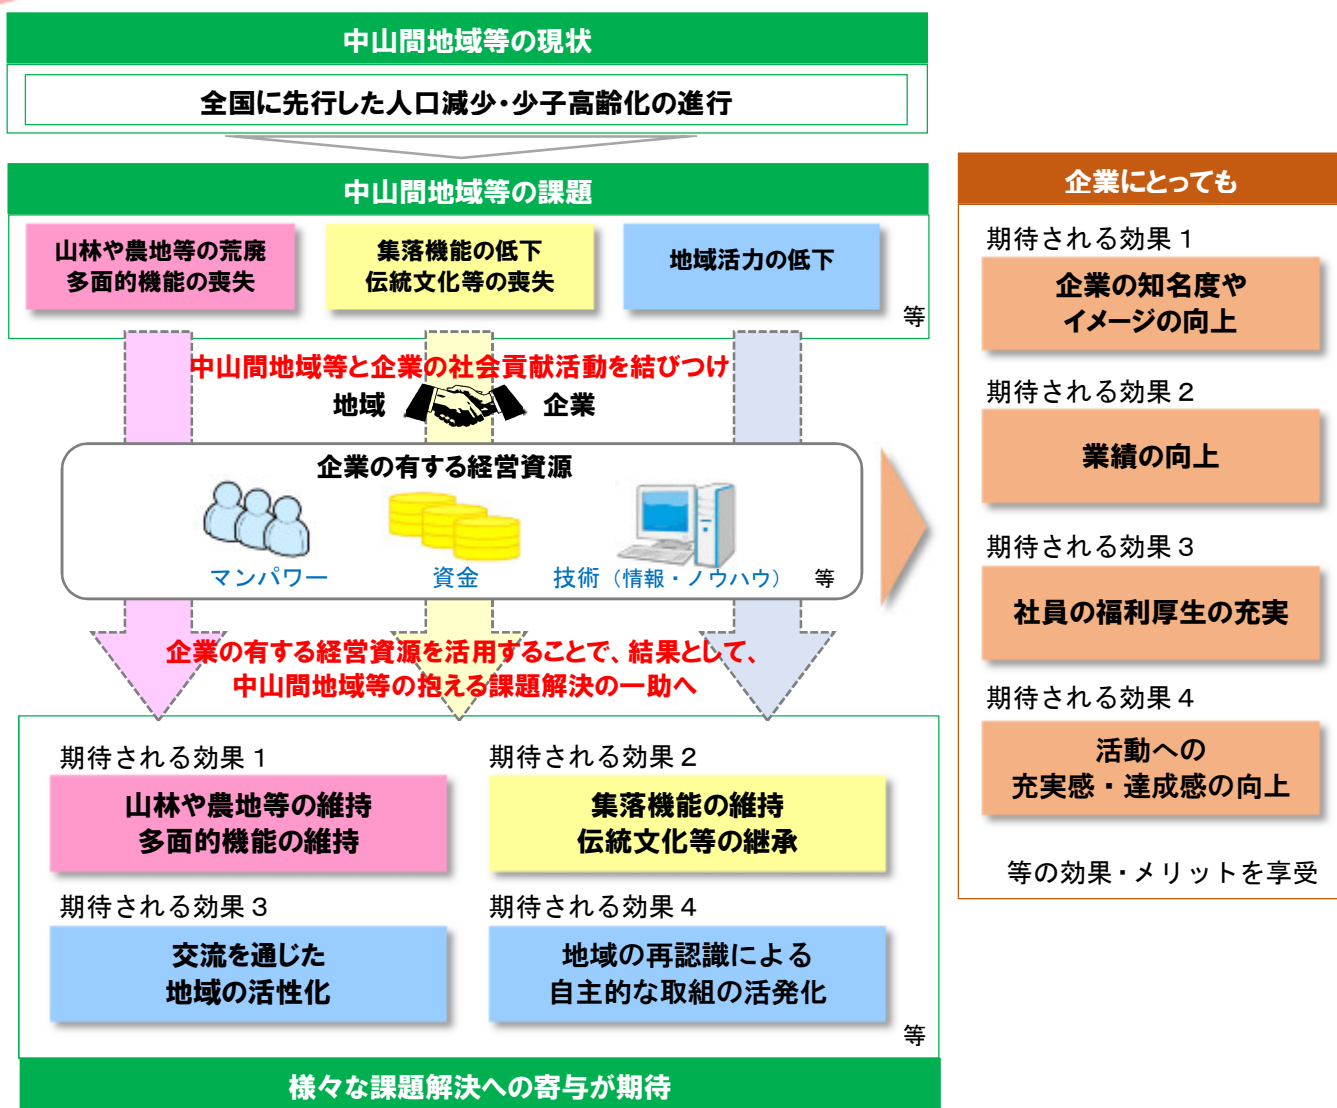 中山間地域等の現状
全国に先行した人口減少・少子高齢化の進行
中山間地域等の課題
山林や農地等の荒廃
多面的機能の喪失
集落機能の低下
伝統文化等の喪失
地域活力の低下
等
中山間地域等と企業の社会貢献活動を結びつけ
地域 企業
企業の有する経営資源
マンパワー 資金 技術（情報・ノウハウ） 等
企業の有する経営資源を活用することで、結果として、
中山間地域等の抱える課題解決の一助へ
期待される効果１
山林や農地等の維持
多面的機能の維持
期待される効果２
集落機能の維持
伝統文化等の継承
期待される効果３
交流を通じた
地域の活性化
期待される効果４
地域の再認識による
自主的な取組の活発化
等
様々な課題解決への寄与が期待
企業にとっても
期待される効果１
企業の知名度や
イメージの向上
期待される効果２
業績の向上
期待される効果３
社員の福利厚生の充実
期待される効果４
活動への
充実感・達成感の向上
等の効果・メリットを享受